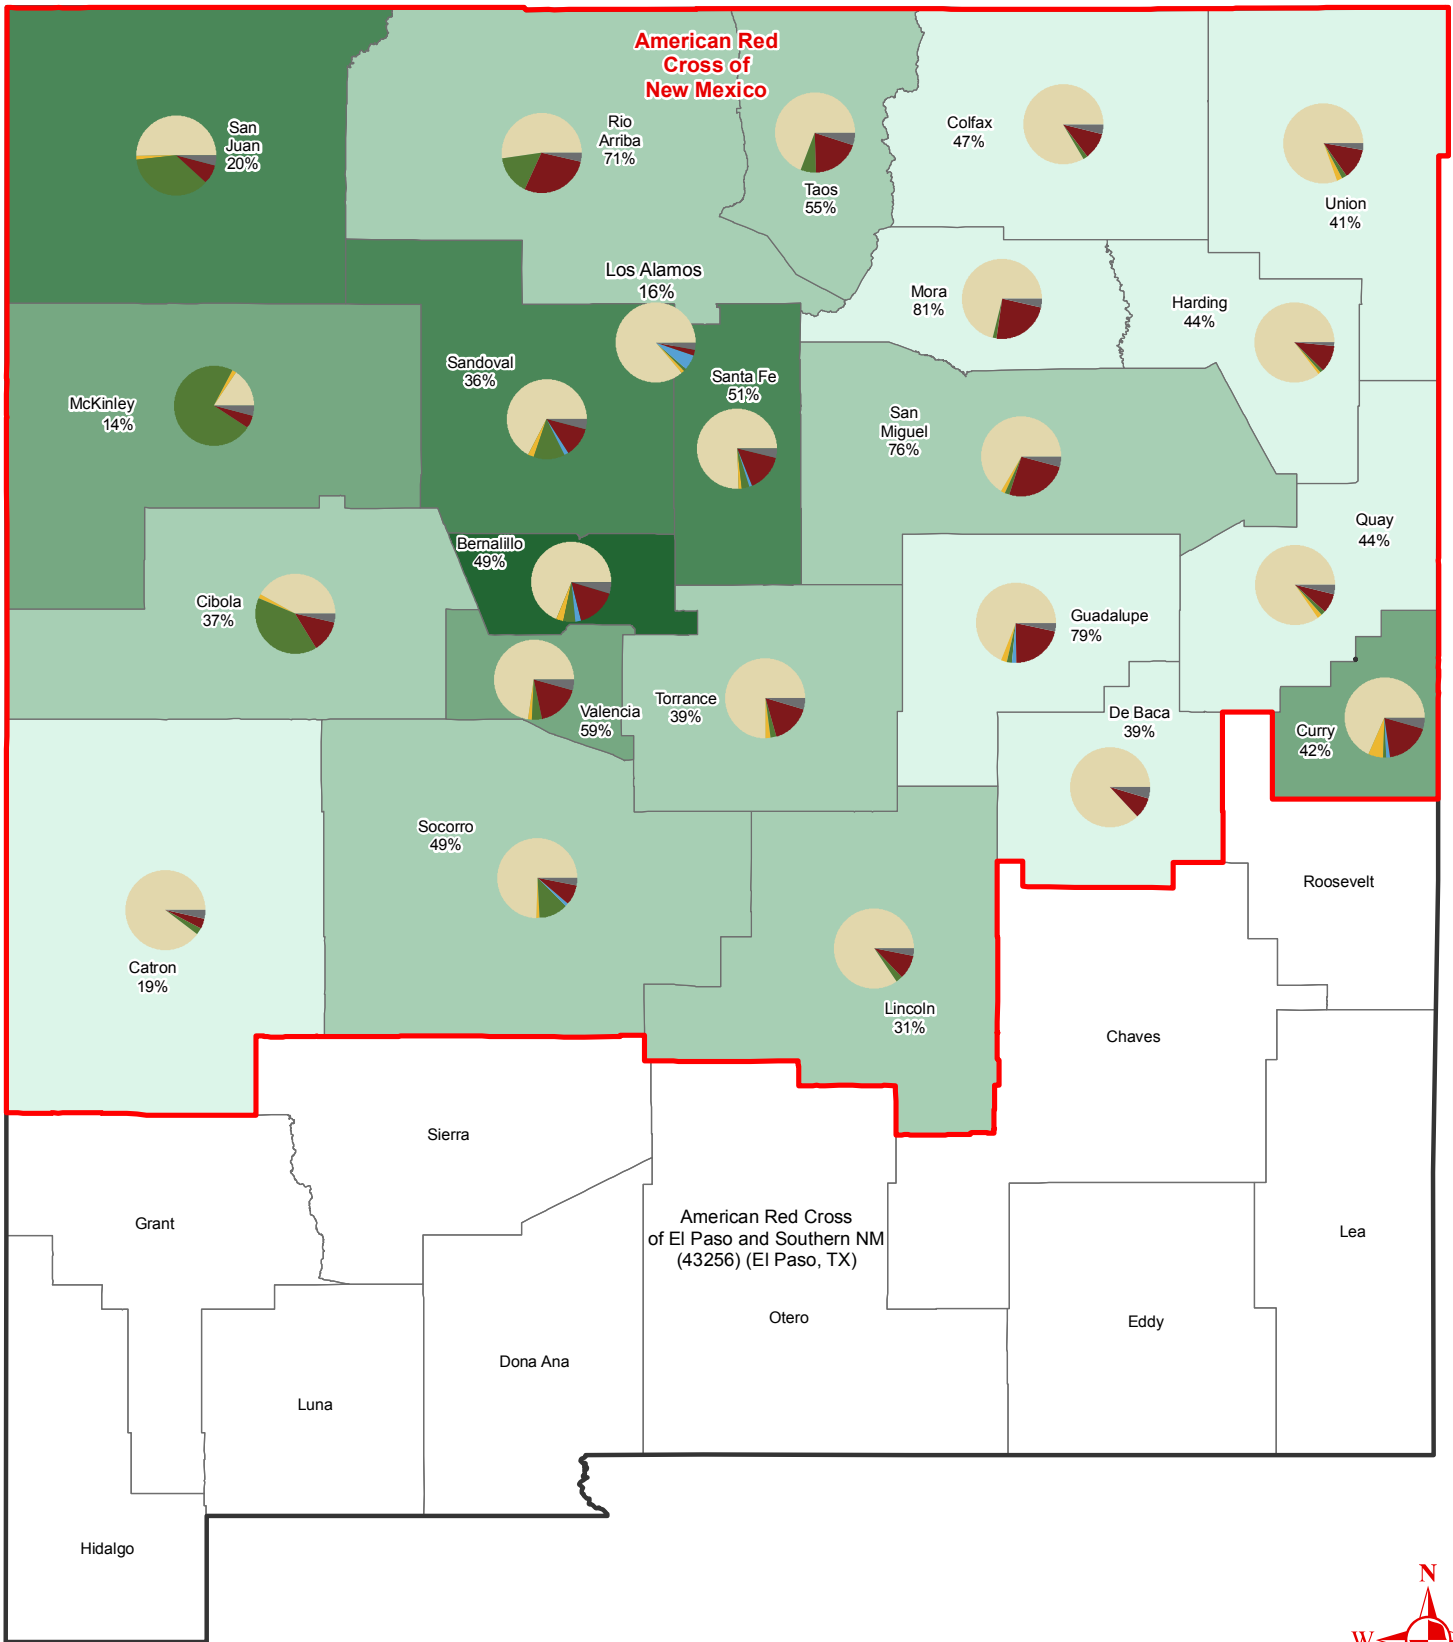 American Red
Cross of
New Mexico
San
Juan
20%
Rio
Arriba
71%
Taos
55%
Colfax
47%
Union
41%
Los Alamos
16%
Mora
81%
Harding
44%
McKinley
14%
Sandoval
36%
Santa Fe
51%
San
Miguel
76%
Quay
44%
Bernalillo
49%
Cibola
37%
Guadalupe
79%
Valencia
59%
Torrance
39%
De Baca
39%
Curry
42%
Socorro
49%
Catron
19%
Lincoln
31%
Roosevelt
Chaves
Sierra
Grant
American Red Cross
of El Paso and Southern NM
(43256) (El Paso, TX)
Lea
Otero
Eddy
Dona Ana
Luna
Hidalgo
N
W